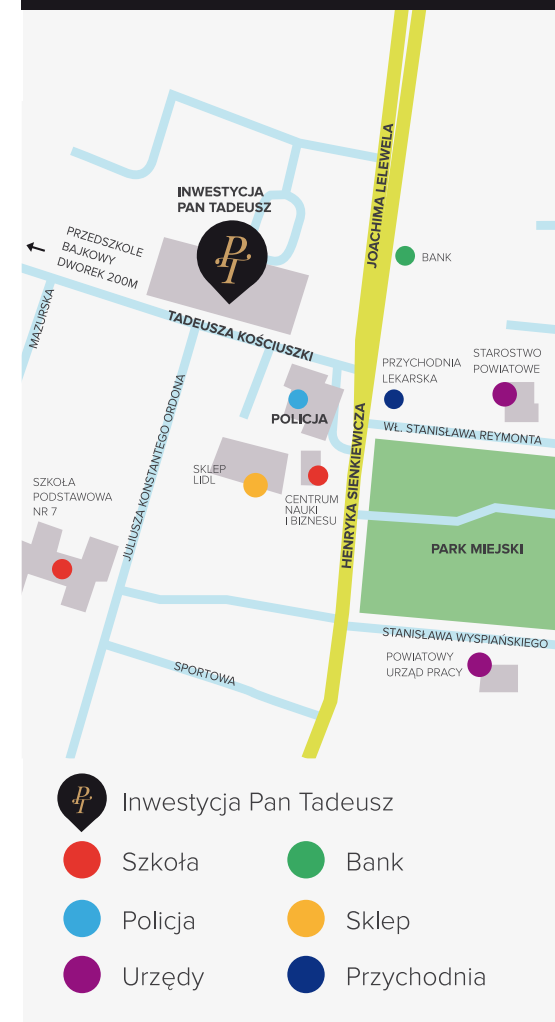 JOACHIMA LELEWELA
INWESTYCJA
PAN TADEUSZ
PT
PRZEDSZKOLE
BAJKOWY
DWOREK 200M
BANK
MAZURSKA
TADEUSZA KOŚCIUSZKI
PRZYCHODNIA
LEKARSKA
STAROSTWO
POWIATOWE
POLICJA
WŁ. STANISŁAWA REYMONTA
JULIUSZA KONSTANTEGO ORDONA
HENRYKA SIENKIEWICZA
SKLEP
LIDL
SZKOŁA
PODSTAWOWA
NR 7
CENTRUM
NAUKI
I BIZNESU
PARK MIEJSKI
STANISŁAWA WYSPIAŃSKIEGO
POWIATOWY
URZĄD PRACY
SPORTOWA
PT
Inwestycja Pan Tadeusz
Szkoła
Bank
Policja
Sklep
Urzędy
Przychodnia